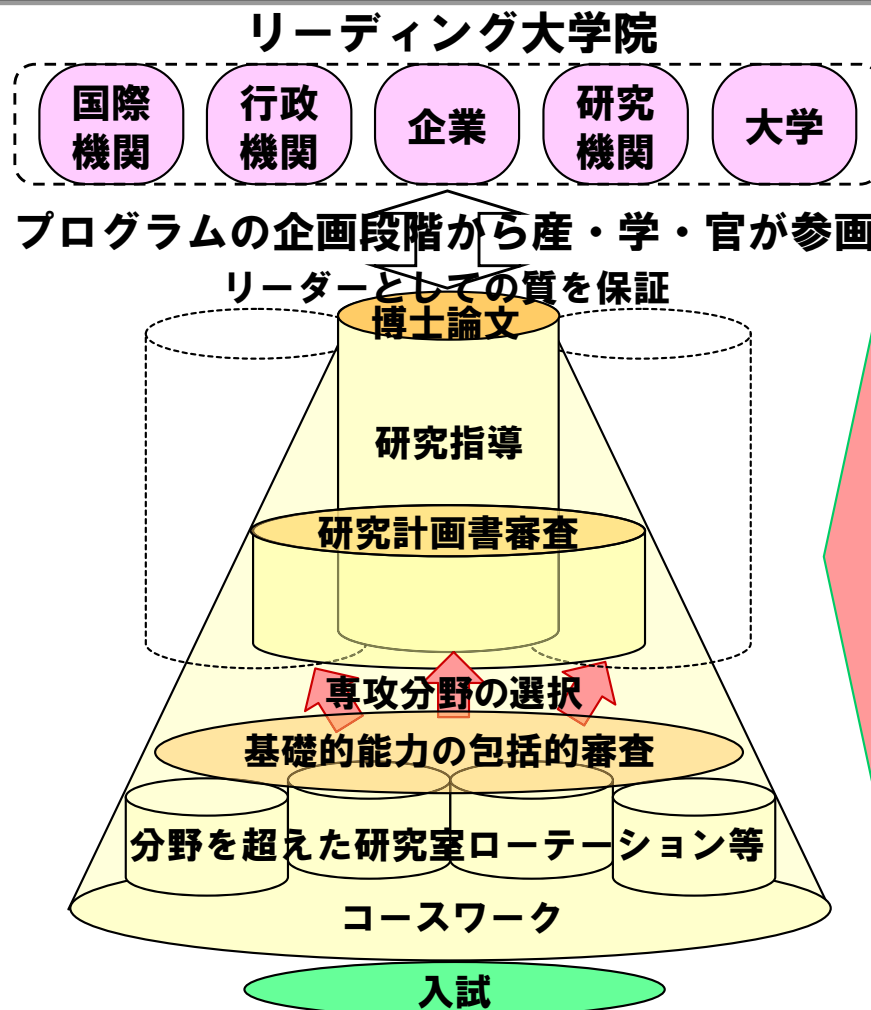 リーディング大学院
国際
機関
行政
機関
企業
研究
機関
大学
プログラムの企画段階から産・学・官が参画
リーダーとしての質を保証
博士論文
研究指導
研究計画書審査
専攻分野の選択
基礎的能力の包括的審査
分野を超えた研究室ローテーション等
コースワーク
入試